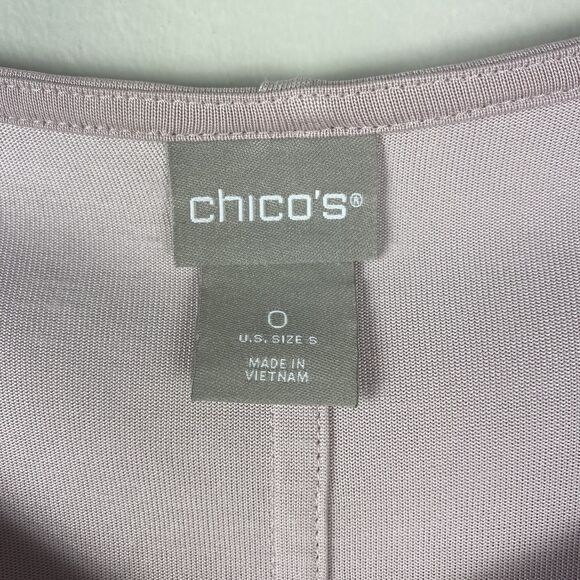 chico's®
0
U.S. SIZE S
MADE IN
VIETNAM